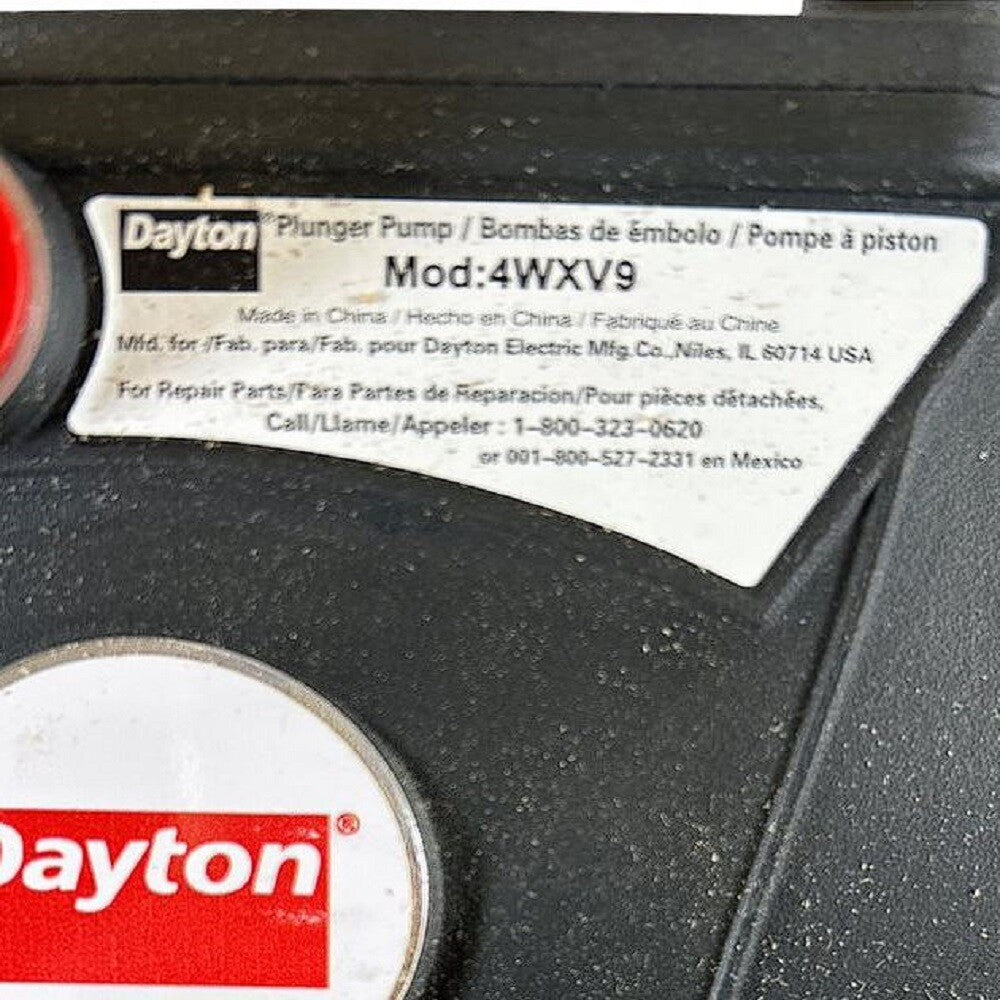 Dayton® Plunger Pump / Bombas de émbolo / Pompe à piston
Mod:4WXV9
Made in China / Hecho en China / Fabriqué au Chine
Mfd. for /Fab. para/Fab. pour Dayton Electric Mfg.Co.,Niles, IL 60714 USA
For Repair Parts/Para Partes de Reparacion/Pour pièces détachées,
Call/Llame/Appeler : 1-800-323-0620
or 001-800-527-2331 en Mexico
Dayton®